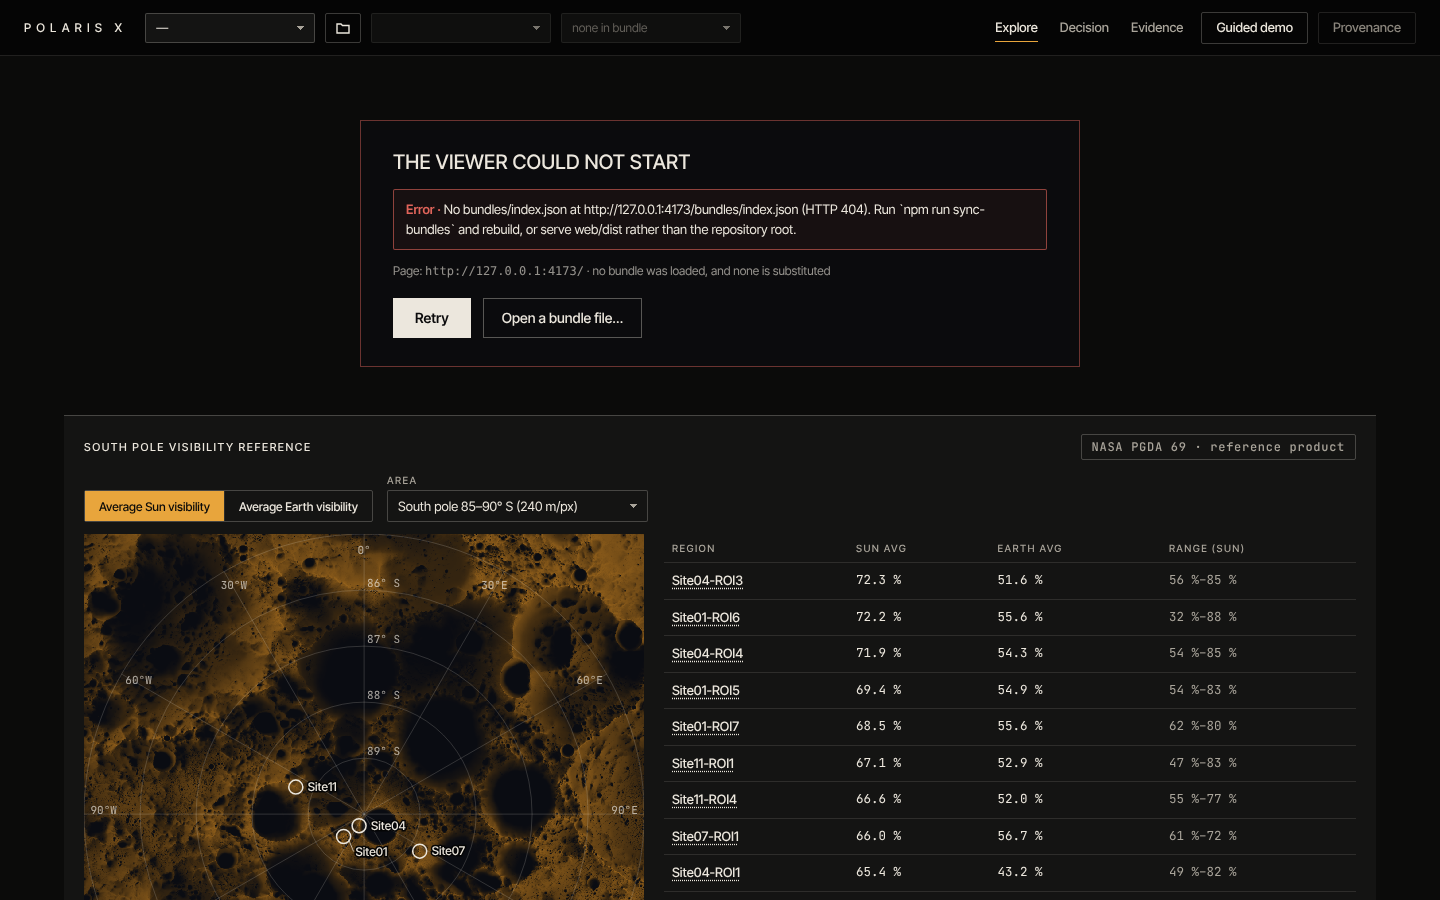 POLARIS X
—
none in bundle
Explore
Decision
Evidence
Guided demo
Provenance
THE VIEWER COULD NOT START
Error · No bundles/index.json at http://127.0.0.1:4173/bundles/index.json (HTTP 404). Run `npm run sync-
bundles` and rebuild, or serve web/dist rather than the repository root.
Page: http://127.0.0.1:4173/ · no bundle was loaded, and none is substituted
Retry
Open a bundle file...
SOUTH POLE VISIBILITY REFERENCE
NASA PGDA 69 · reference product
AREA
Average Sun visibility
Average Earth visibility
South pole 85–90° S (240 m/px)
0°
30°W
86° S
30°E
87° S
60°W
60°E
88° S
89° S
Site11
90°W
90°E
Site04
Site01
Site07
REGION SUN AVG EARTH AVG RANGE (SUN)
Site04-ROI3 72.3 % 51.6 % 56 %–85 %
Site01-ROI6 72.2 % 55.6 % 32 %–88 %
Site04-ROI4 71.9 % 54.3 % 54 %–85 %
Site01-ROI5 69.4 % 54.9 % 54 %–83 %
Site01-ROI7 68.5 % 55.6 % 62 %–80 %
Site11-ROI1 67.1 % 52.9 % 47 %–83 %
Site11-ROI4 66.6 % 52.0 % 55 %–77 %
Site07-ROI1 66.0 % 56.7 % 61 %–72 %
Site04-ROI1 65.4 % 43.2 % 49 %–82 %